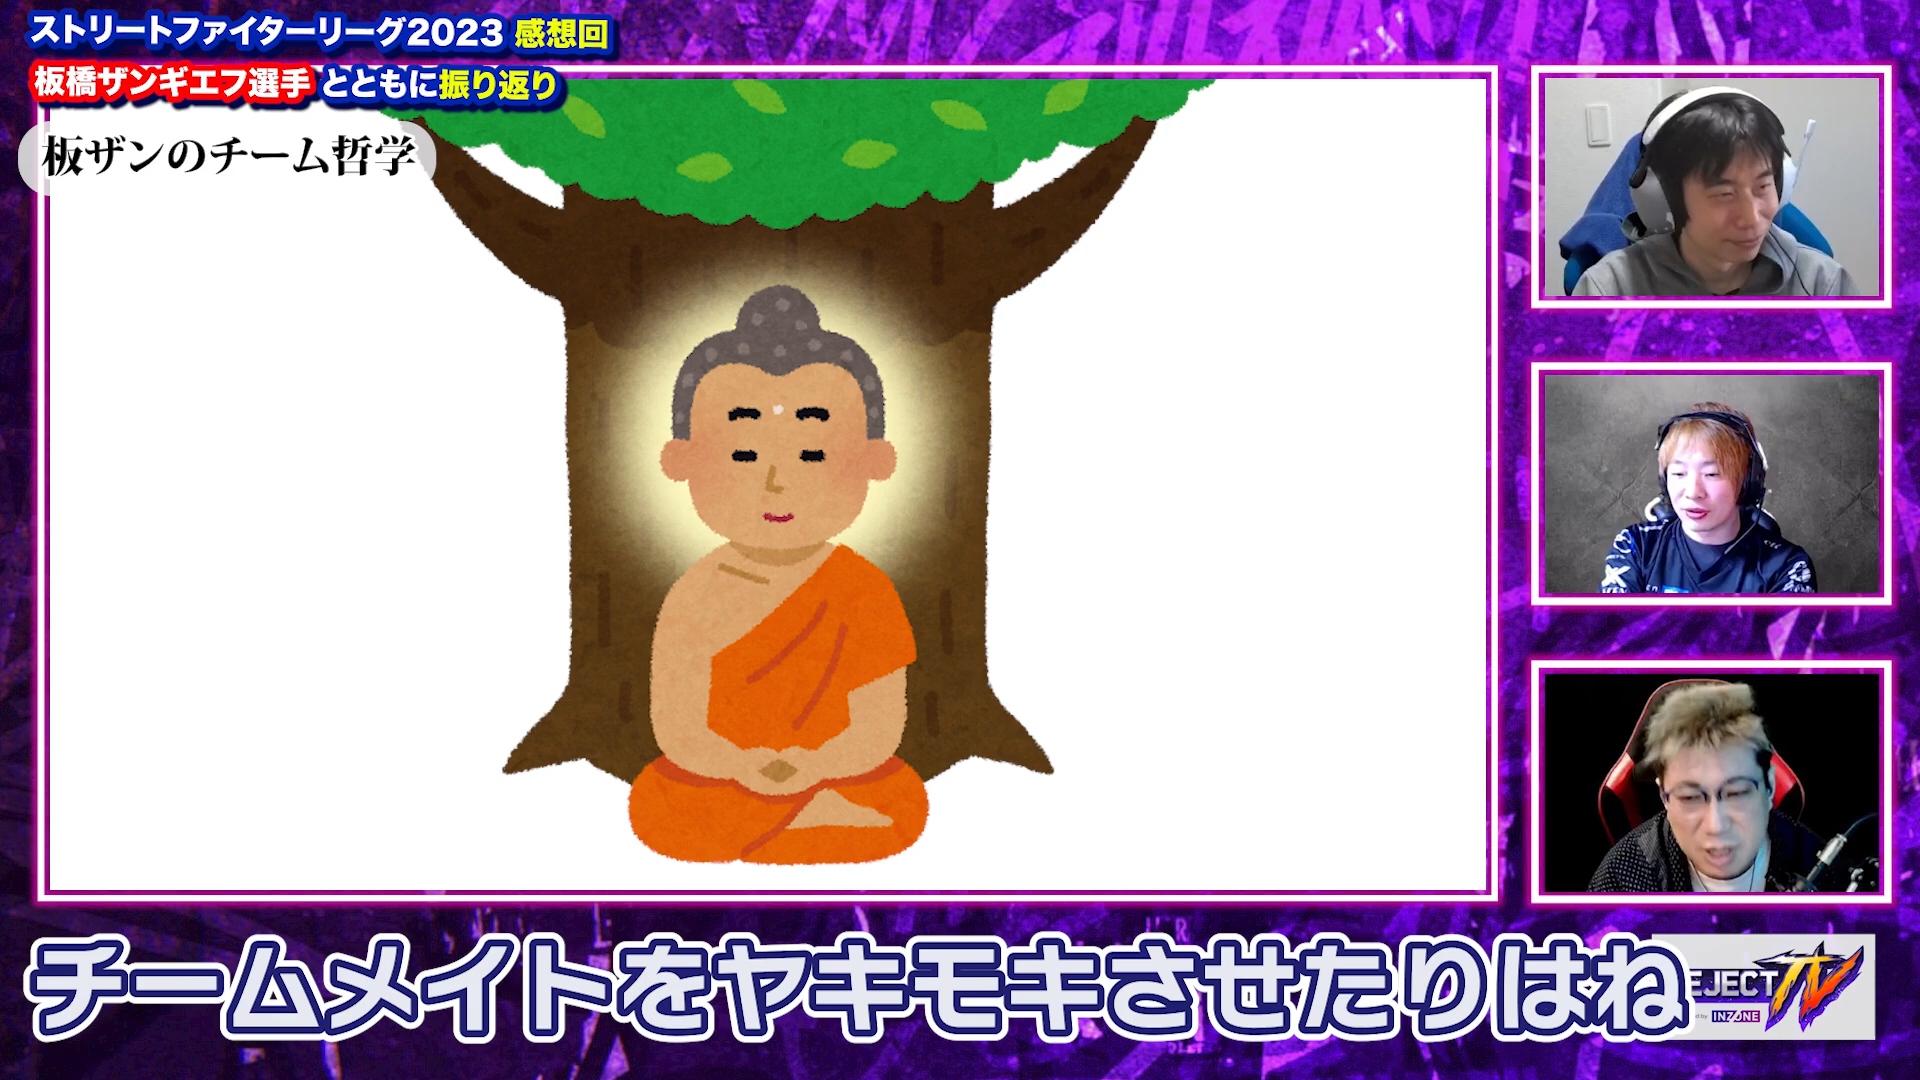 ストリートファイターリーグ2023 感想回
板橋ザンギエフ選手 とともに振り返り
板ザンのチーム哲学
チームメイトをヤキモキさせたりはね
EJECT TV
INZONE